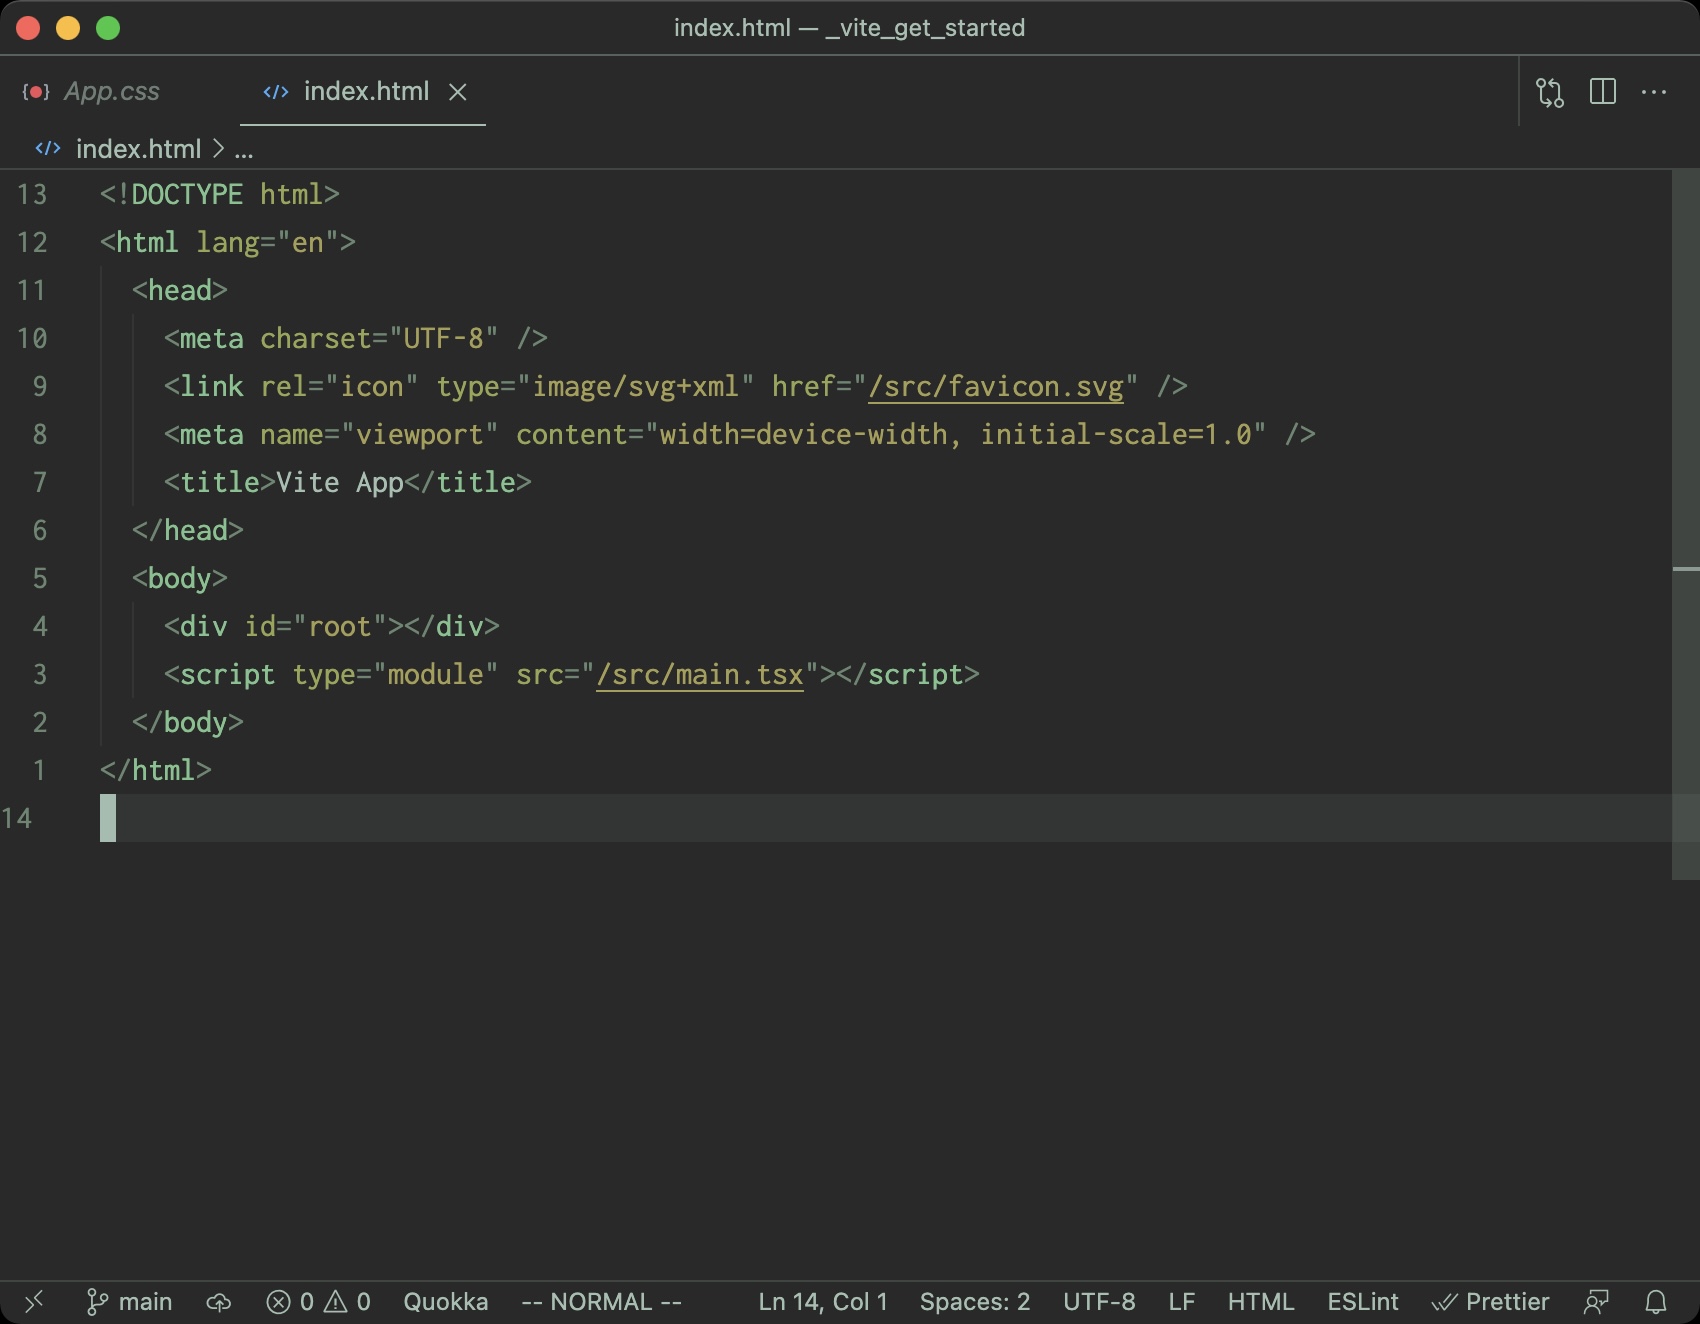 index.html — _vite_get_started
App.css index.html
index.html > ...
13 <!DOCTYPE html>
12 <html lang="en">
11   <head>
10     <meta charset="UTF-8" />
9     <link rel="icon" type="image/svg+xml" href="/src/favicon.svg" />
8     <meta name="viewport" content="width=device-width, initial-scale=1.0" />
7     <title>Vite App</title>
6   </head>
5   <body>
4     <div id="root"></div>
3     <script type="module" src="/src/main.tsx"></script>
2   </body>
1 </html>
14
main 0 0 Quokka -- NORMAL -- Ln 14, Col 1 Spaces: 2 UTF-8 LF HTML ESLint Prettier